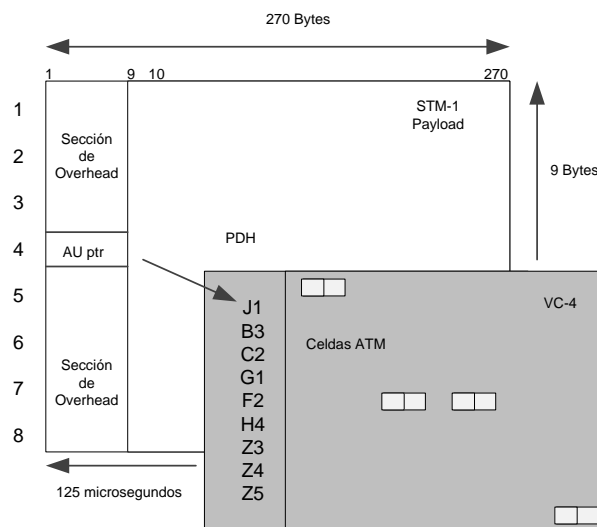 270 Bytes
1 9 10 270
STM-1
Payload
1
2
3
4
5
6
7
8
Sección
de
Overhead
9 Bytes
PDH
AU ptr
J1
B3
C2
G1
F2
H4
Z3
Z4
Z5
VC-4
Celdas ATM
Sección
de
Overhead
125 microsegundos